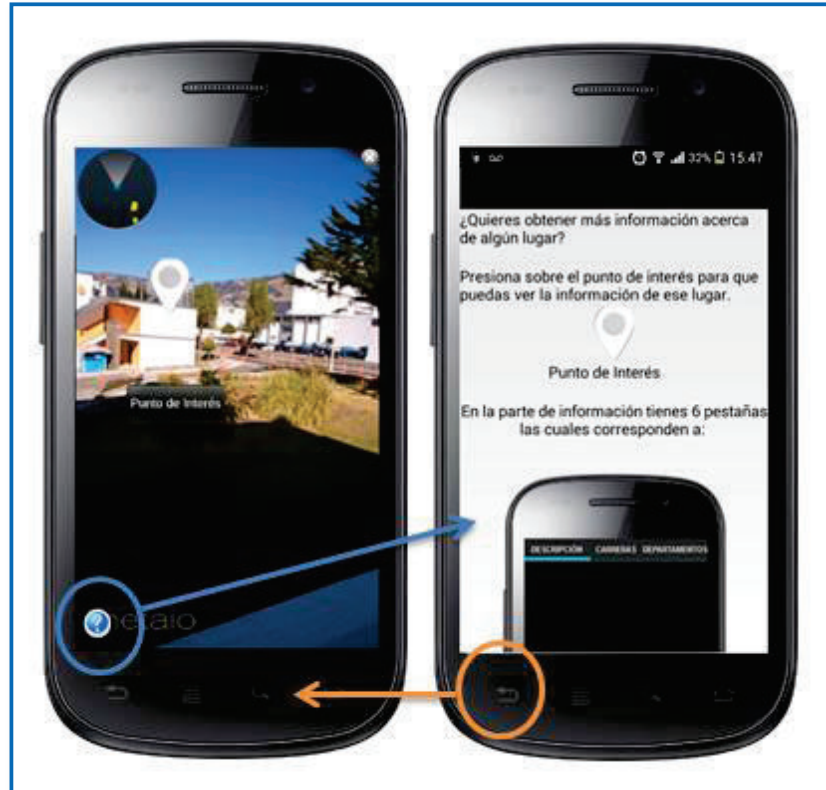 Punto de Interés
?
metaio
32% 15.47
¿Quieres obtener más información acerca
de algún lugar?
Presiona sobre el punto de interés para que
puedas ver la información de ese lugar.
Punto de Interés
En la parte de información tienes 6 pestañas
las cuales corresponden a:
DESCRIPCIÓN CARRERAS DEPARTAMENTOS